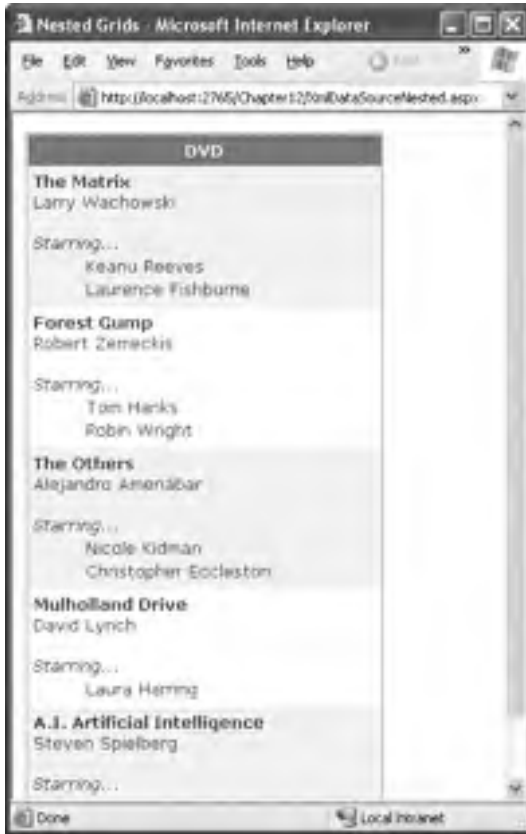 Nested Grids - Microsoft Internet Explorer
File Edit View Favorites Tools Help
Address http://localhost:2765/Chapter12/XmlDataSourceNested.aspx
DVD
The Matrix
Larry Wachowski
Starring...
Keanu Reeves
Laurence Fishburne
Forest Gump
Robert Zemeckis
Starring...
Tom Hanks
Robin Wright
The Others
Alejandro Amenábar
Starring...
Nicole Kidman
Christopher Eccleston
Mulholland Drive
David Lynch
Starring...
Laura Harring
A.I. Artificial Intelligence
Steven Spielberg
Starring...
Done Local intranet